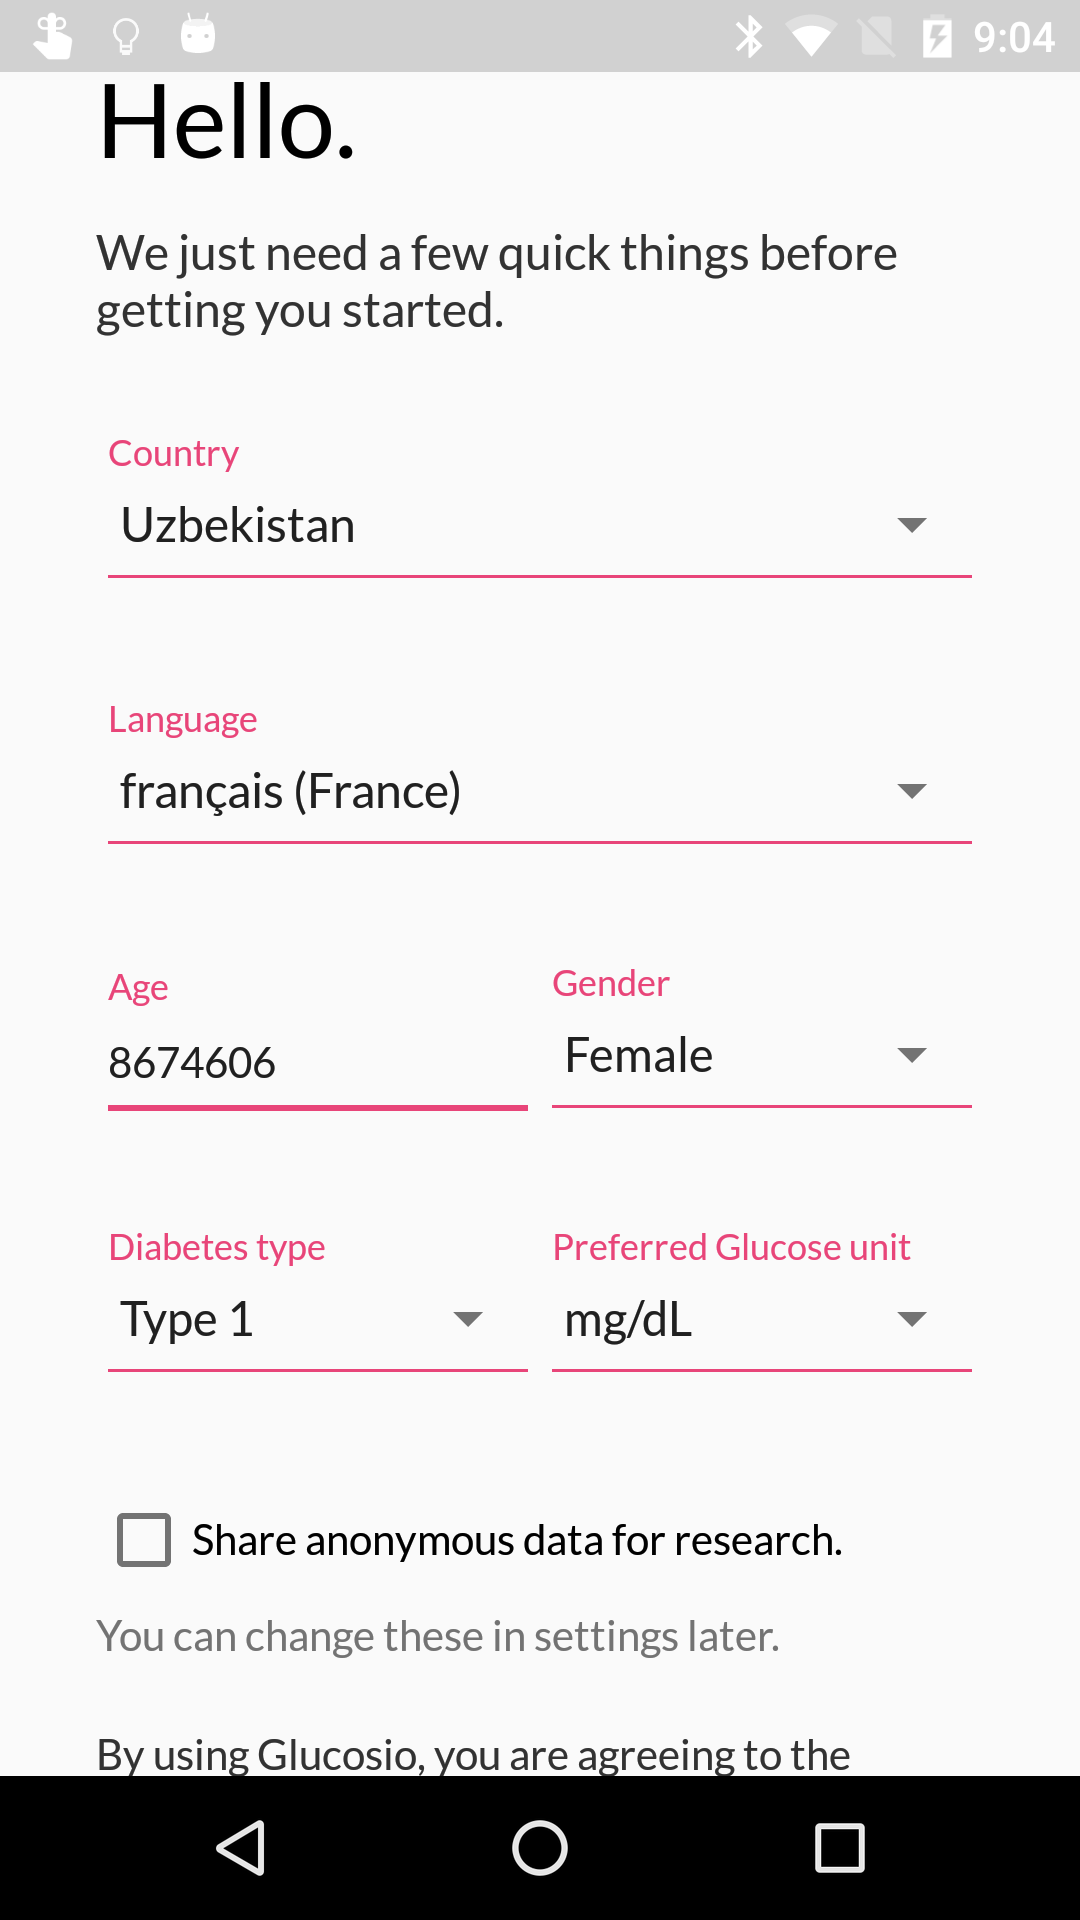 9:04
Hello.
We just need a few quick things before
getting you started.
Country
Uzbekistan
Language
français (France)
Age
8674606
Gender
Female
Diabetes type
Type 1
Preferred Glucose unit
mg/dL
Share anonymous data for research.
You can change these in settings later.
By using Glucosio, you are agreeing to the